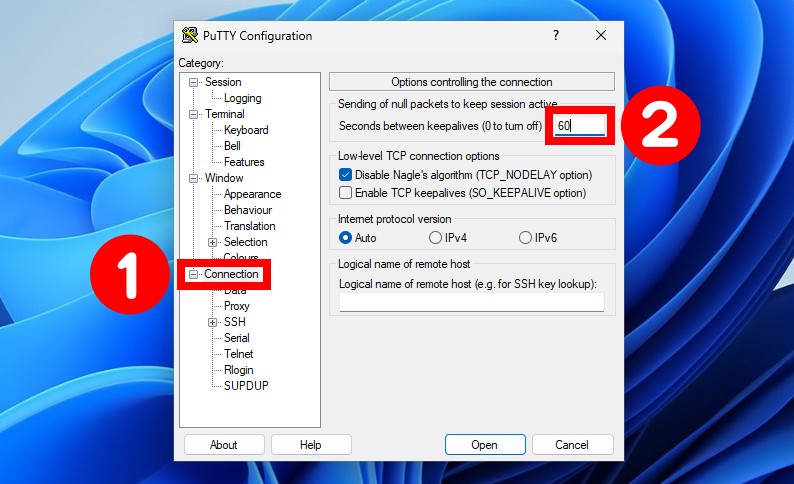 PuTTY Configuration
?
Category:
Session
Logging
Terminal
Keyboard
Bell
Features
Window
Appearance
Behaviour
Translation
Selection
Colours
Connection
Data
Proxy
SSH
Serial
Telnet
Rlogin
SUPDUP
Options controlling the connection
Sending of null packets to keep session active
Seconds between keepalives (0 to turn off)
60
Low-level TCP connection options
Disable Nagle's algorithm (TCP_NODELAY option)
Enable TCP keepalives (SO_KEEPALIVE option)
Internet protocol version
Auto IPv4 IPv6
Logical name of remote host
Logical name of remote host (e.g. for SSH key lookup):
About Help Open Cancel
1
2